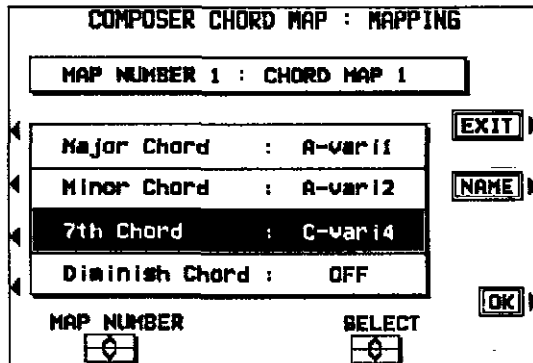 COMPOSER CHORD MAP : MAPPING
MAP NUMBER 1 : CHORD MAP 1
EXIT
Major Chord : A-vari1
Minor Chord : A-vari2
NAME
7th Chord : C-vari4
Diminish Chord : OFF
OK
MAP NUMBER
SELECT